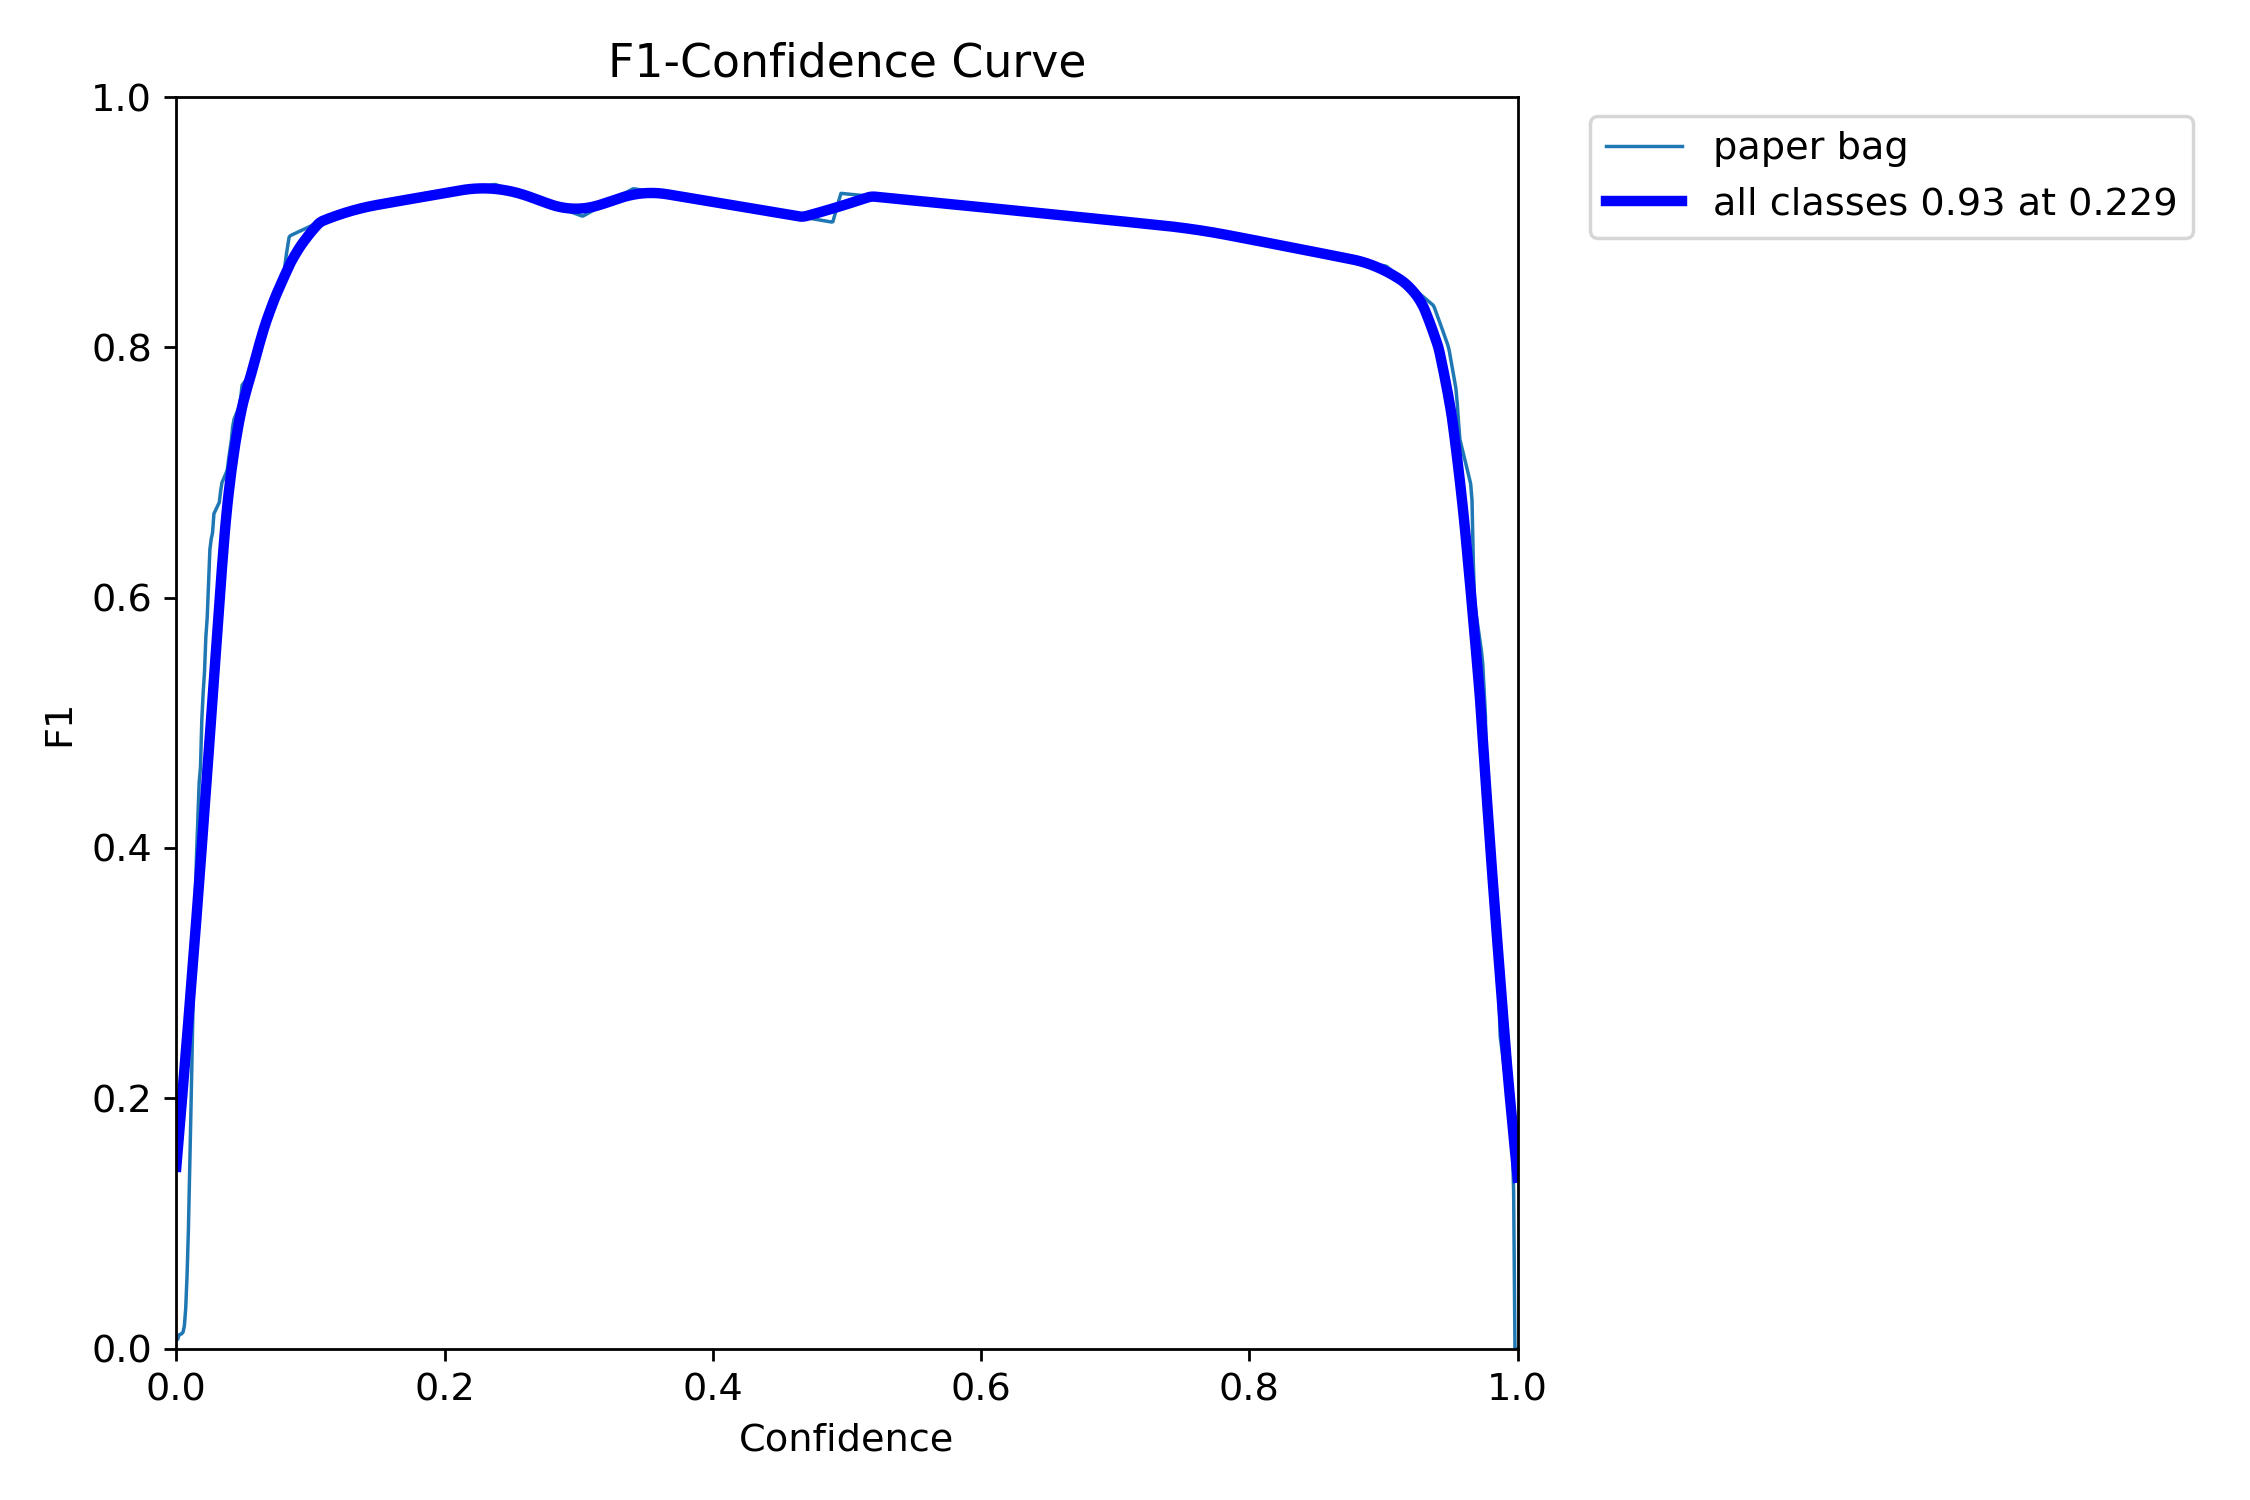 F1-Confidence Curve
1.0
0.8
0.6
0.4
0.2
0.0
F1
0.0 0.2 0.4 0.6 0.8 1.0
Confidence
paper bag
all classes 0.93 at 0.229